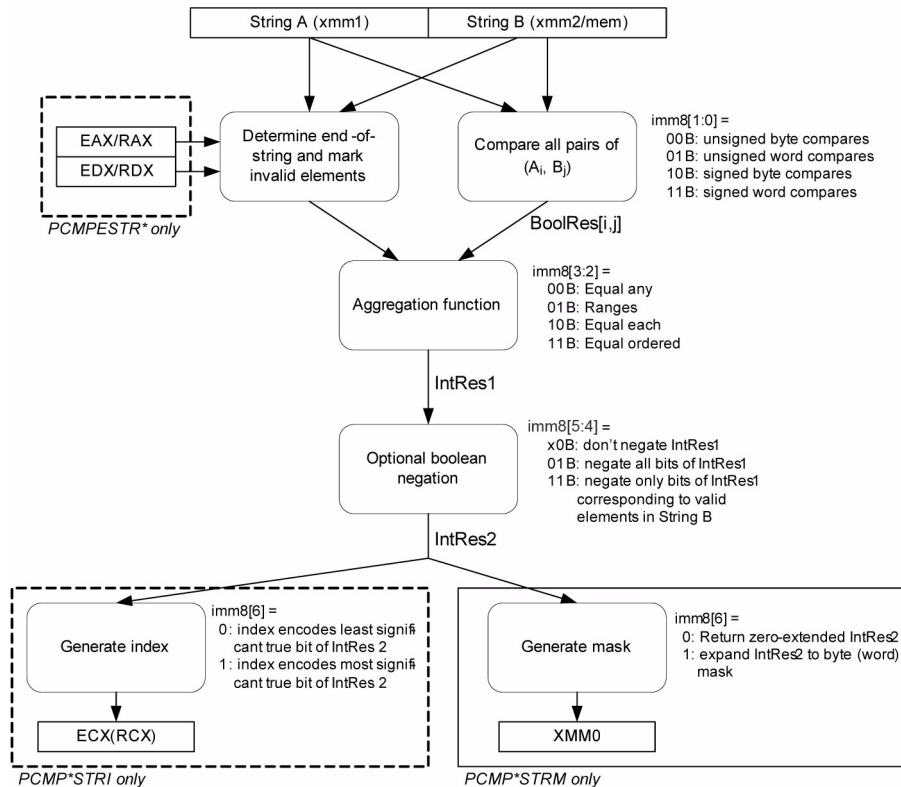 String A (xmm1)
String B (xmm2/mem)
EAX/RAX
EDX/RDX
PCMPESTR* only
Determine end-of-
string and mark
invalid elements
Compare all pairs of
(Ai, Bj)
imm8[1:0] =
00B: unsigned byte compares
01B: unsigned word compares
10B: signed byte compares
11B: signed word compares
BoolRes[i,j]
Aggregation function
imm8[3:2] =
00B: Equal any
01B: Ranges
10B: Equal each
11B: Equal ordered
IntRes1
Optional boolean
negation
imm8[5:4] =
x0B: don't negate IntRes1
01B: negate all bits of IntRes1
11B: negate only bits of IntRes1
corresponding to valid
elements in String B
IntRes2
Generate index
imm8[6] =
0: index encodes least signifi
cant true bit of IntRes 2
1: index encodes most signifi
cant true bit of IntRes 2
ECX(RCX)
PCMP*STRI only
Generate mask
imm8[6] =
0: Return zero-extended IntRes2
1: expand IntRes2 to byte (word)
mask
XMM0
PCMP*STRM only